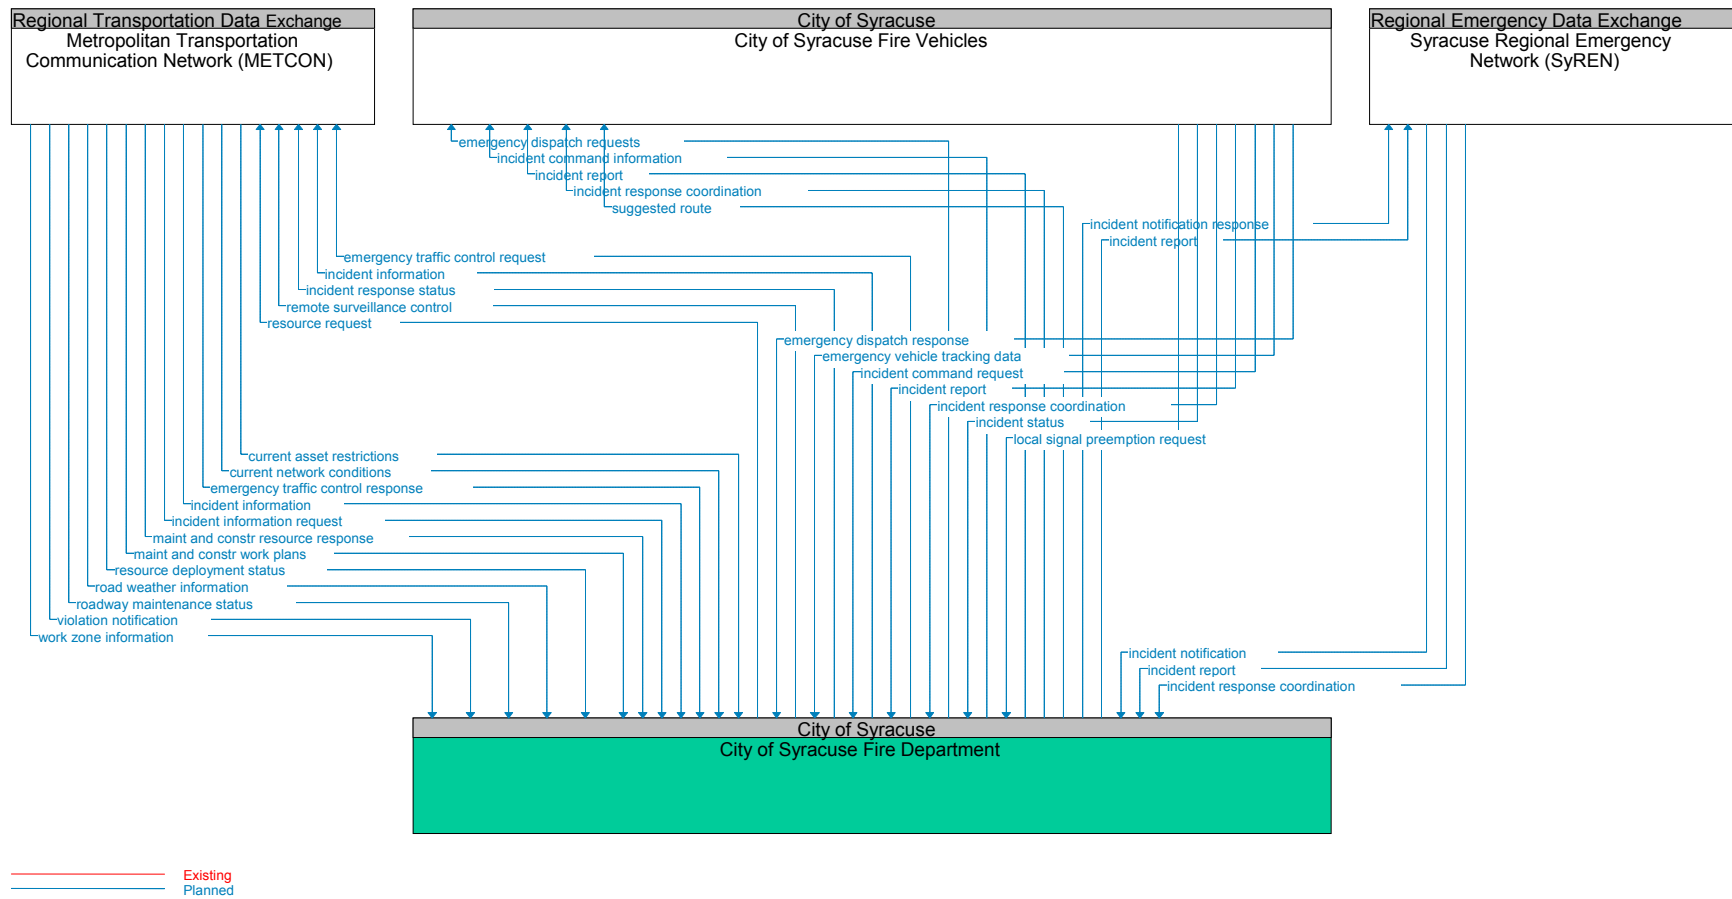 Regional Transportation Data Exchange
Metropolitan Transportation
Communication Network (METCON)
City of Syracuse
City of Syracuse Fire Vehicles
Regional Emergency Data Exchange
Syracuse Regional Emergency
Network (SyREN)
emergency dispatch requests
incident command information
incident report
incident response coordination
suggested route
incident notification response
incident report
emergency traffic control request
incident information
incident response status
remote surveillance control
resource request
emergency dispatch response
emergency vehicle tracking data
incident command request
incident report
incident response coordination
incident status
local signal preemption request
current asset restrictions
current network conditions
emergency traffic control response
incident information
incident information request
maint and constr resource response
maint and constr work plans
resource deployment status
road weather information
roadway maintenance status
violation notification
work zone information
incident notification
incident report
incident response coordination
City of Syracuse
City of Syracuse Fire Department
Existing
Planned